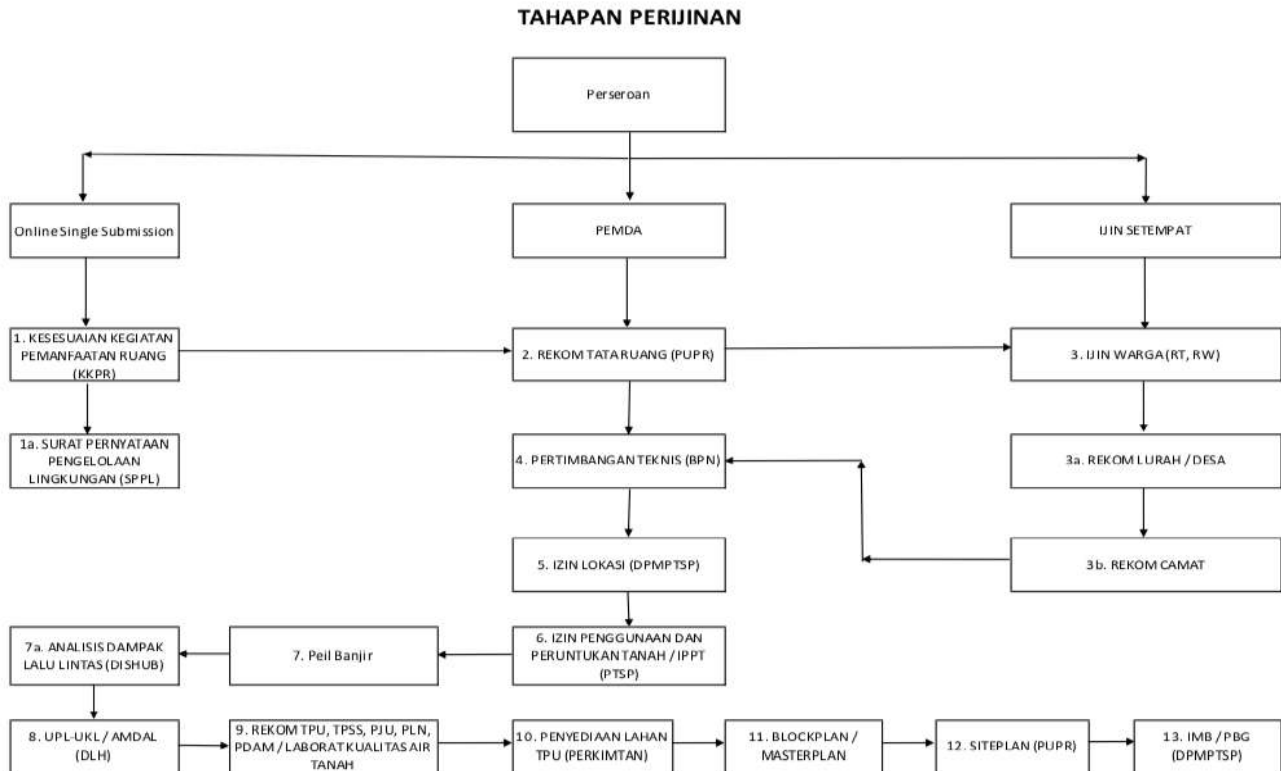 TAHAPAN PERIJINAN
Perseroan
Online Single Submission
PEMDA
IJIN SETEMPAT
1. KESESUAIAN KEGIATAN
PEMANFAATAN RUANG
(KKPR)
2. REKOM TATA RUANG (PUPR)
3. IJIN WARGA (RT, RW)
1a. SURAT PERNYATAAN
PENGELOLAAN
LINGKUNGAN (SPPL)
4. PERTIMBANGAN TEKNIS (BPN)
3a. REKOM LURAH / DESA
5. IZIN LOKASI (DPMPTSP)
3b. REKOM CAMAT
7a. ANALISIS DAMPAK
LALU LINTAS (DISHUB)
7. Peil Banjir
6. IZIN PENGGUNAAN DAN
PERUNTUKAN TANAH / IPPT
(PTSP)
8. UPL-UKL / AMDAL
(DLH)
9. REKOM TPU, TPSS, PJU, PLN,
PDAM / LABORAT KUALITAS AIR
TANAH
10. PENYEDIAAN LAHAN
TPU (PERKIMTAN)
11. BLOCKPLAN /
MASTERPLAN
12. SITEPLAN (PUPR)
13. IMB / PBG
(DPMPTSP)